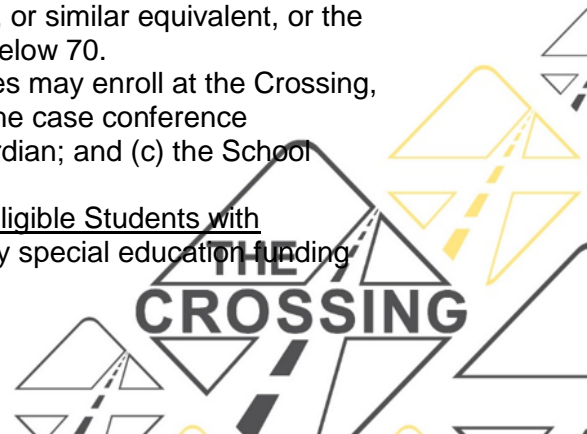 , or similar equivalent, or the
elow 70.
es may enroll at the Crossing,
he case conference
rdian; and (c) the School
ligible Students with
y special education funding
THE
CROSSING